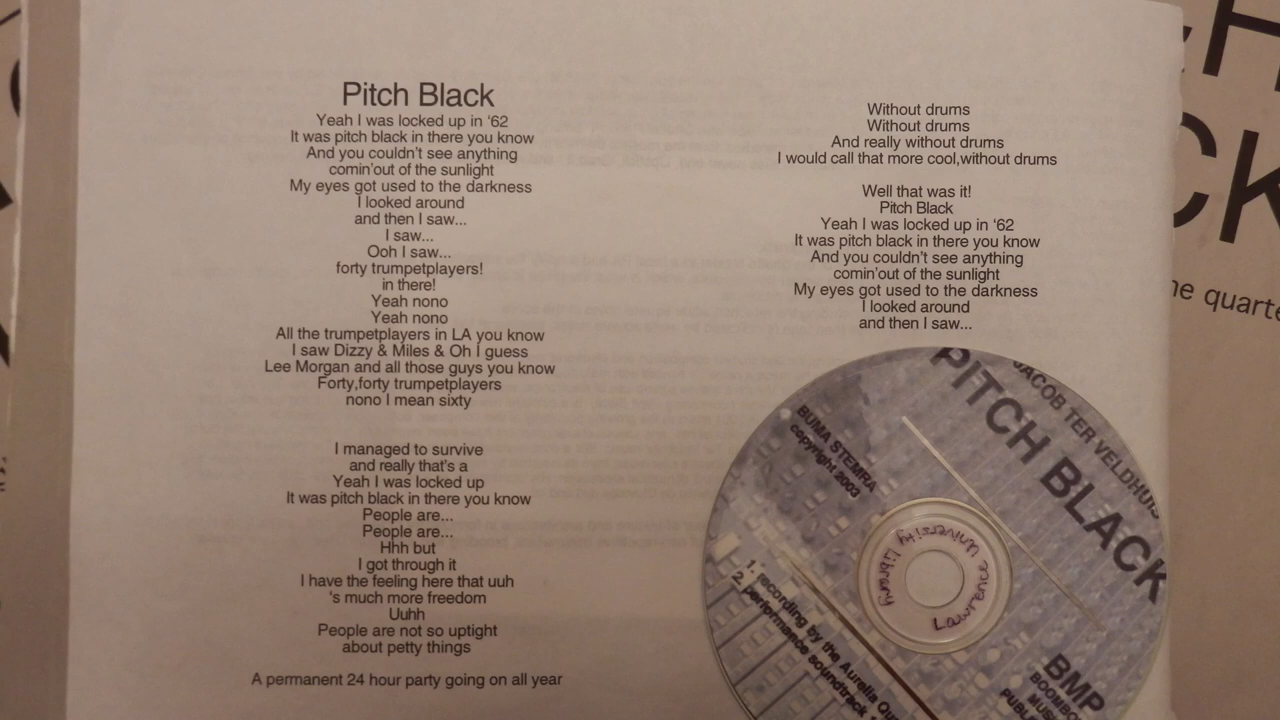 Pitch Black
Yeah I was locked up in ‘62
It was pitch black in there you know
And you couldn't see anything
comin'out of the sunlight
My eyes got used to the darkness
I looked around
and then I saw...
I saw...
Ooh I saw...
forty trumpetplayers!
in there!
Yeah nono
Yeah nono
All the trumpetplayers in LA you know
I saw Dizzy & Miles & Oh I guess
Lee Morgan and all those guys you know
Forty,forty trumpetplayers
nono I mean sixty
I managed to survive
and really that's a
Yeah I was locked up
It was pitch black in there you know
People are...
People are...
Hhh but
I got through it
I have the feeling here that uuh
‘s much more freedom
Uuhh
People are not so uptight
about petty things
A permanent 24 hour party going on all year
Without drums
Without drums
And really without drums
I would call that more cool,without drums
Well that was it!
Pitch Black
Yeah I was locked up in ‘62
It was pitch black in there you know
And you couldn't see anything
comin'out of the sunlight
My eyes got used to the darkness
I looked around
and then I saw...
JACOB TER VELDHUIS
PITCH BLACK
BUMA STEMRA
copyright 2003
Lawrence University Library
1. recording by the Aurelia
2. performance soundtrack
BMP
quarte